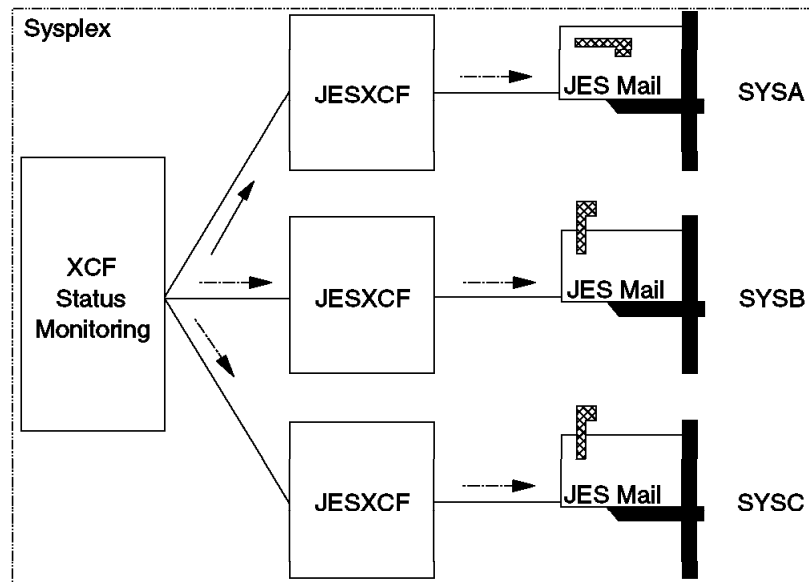 Sysplex
JESXCF
JES Mail
SYSA
XCF
Status
Monitoring
JESXCF
JES Mail
SYSB
JESXCF
JES Mail
SYSC